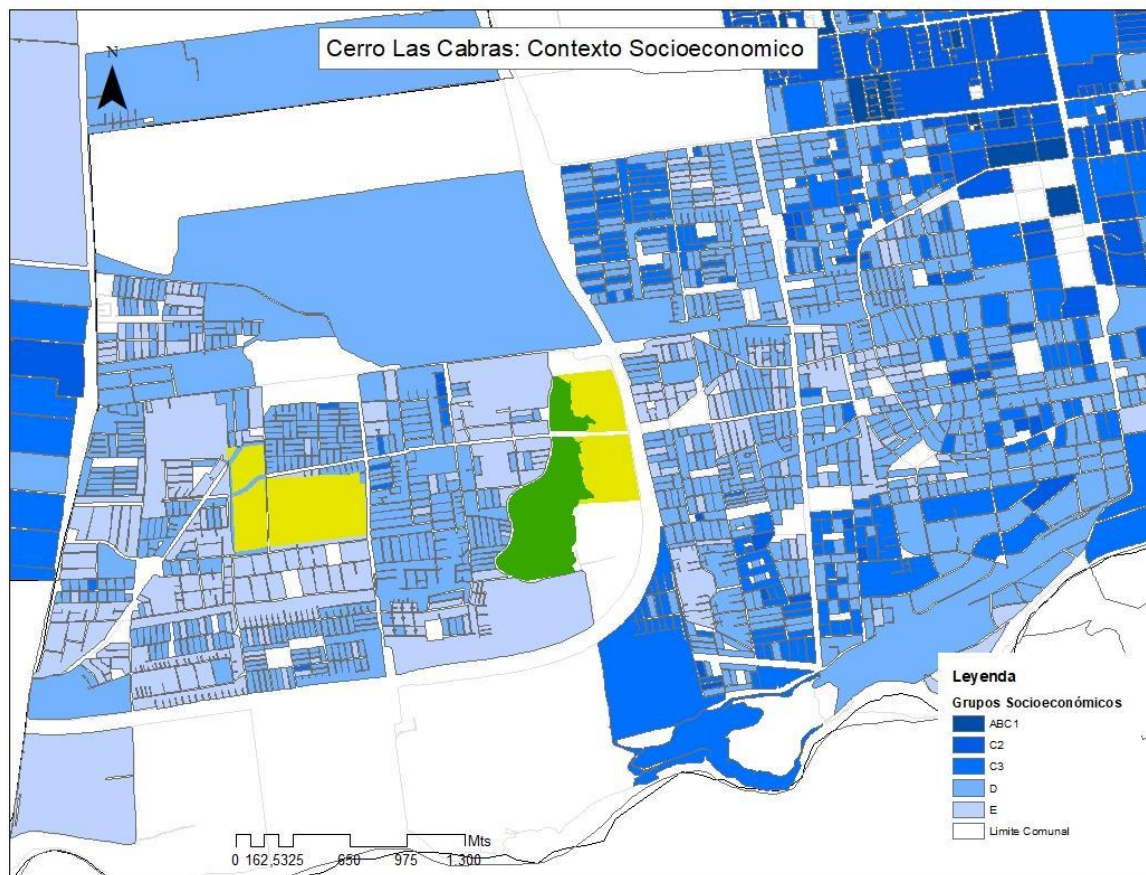 Cerro Las Cabras: Contexto Socioeconomico
N
Leyenda
Grupos Socioeconómicos
ABC1
C2
C3
D
E
Limite Comunal
Mts
0 162,5325 650 975 1.300